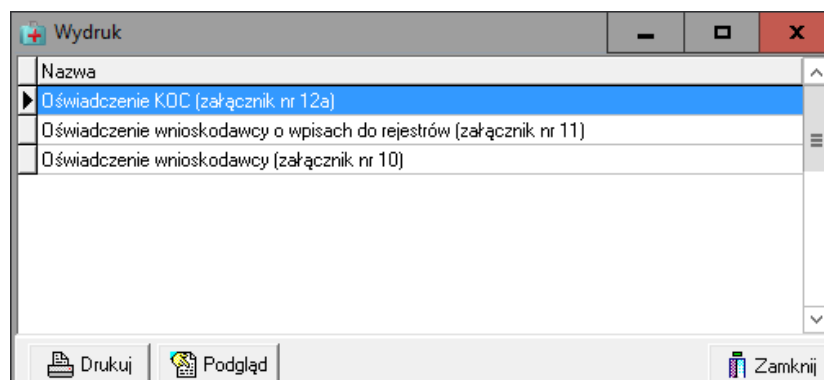 Wydruk
Nazwa
Oświadczenie KOC (załącznik nr 12a)
Oświadczenie wnioskodawcy o wpisach do rejestrów (załącznik nr 11)
Oświadczenie wnioskodawcy (załącznik nr 10)
Drukuj Podgląd Zamknij